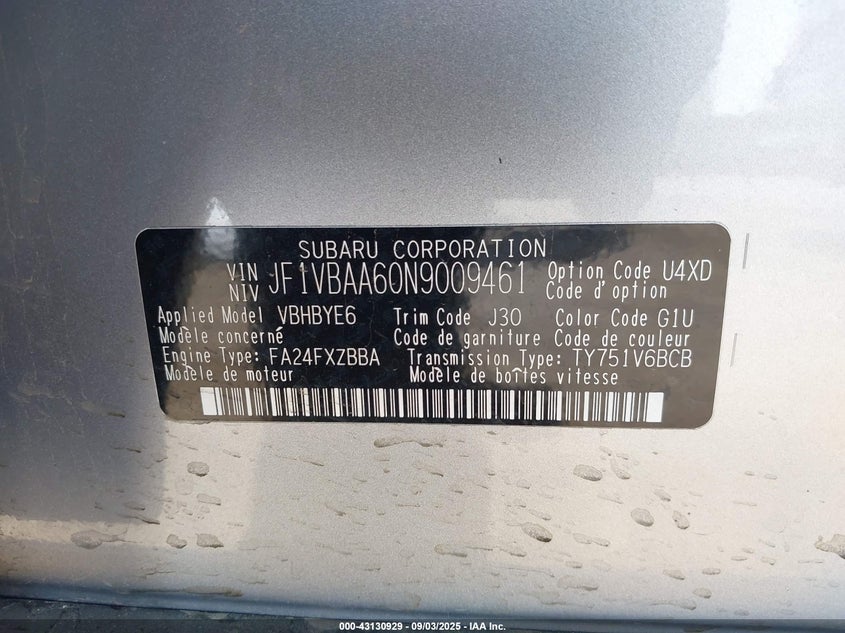 SUBARU CORPORATION
VIN JF1VBAA60N9009461 Option Code U4XD
NIV Code d'option
Applied Model VBHBYE6 Trim Code J30 Color Code G1U
Modèle concerné Code de garniture Code de couleur
Engine Type: FA24FXZBBA Transmission Type: TY751V6BCB
Modèle de moteur Modèle de boîtes vitesse
000-43130929 - 09/03/2025 - IAA Inc.